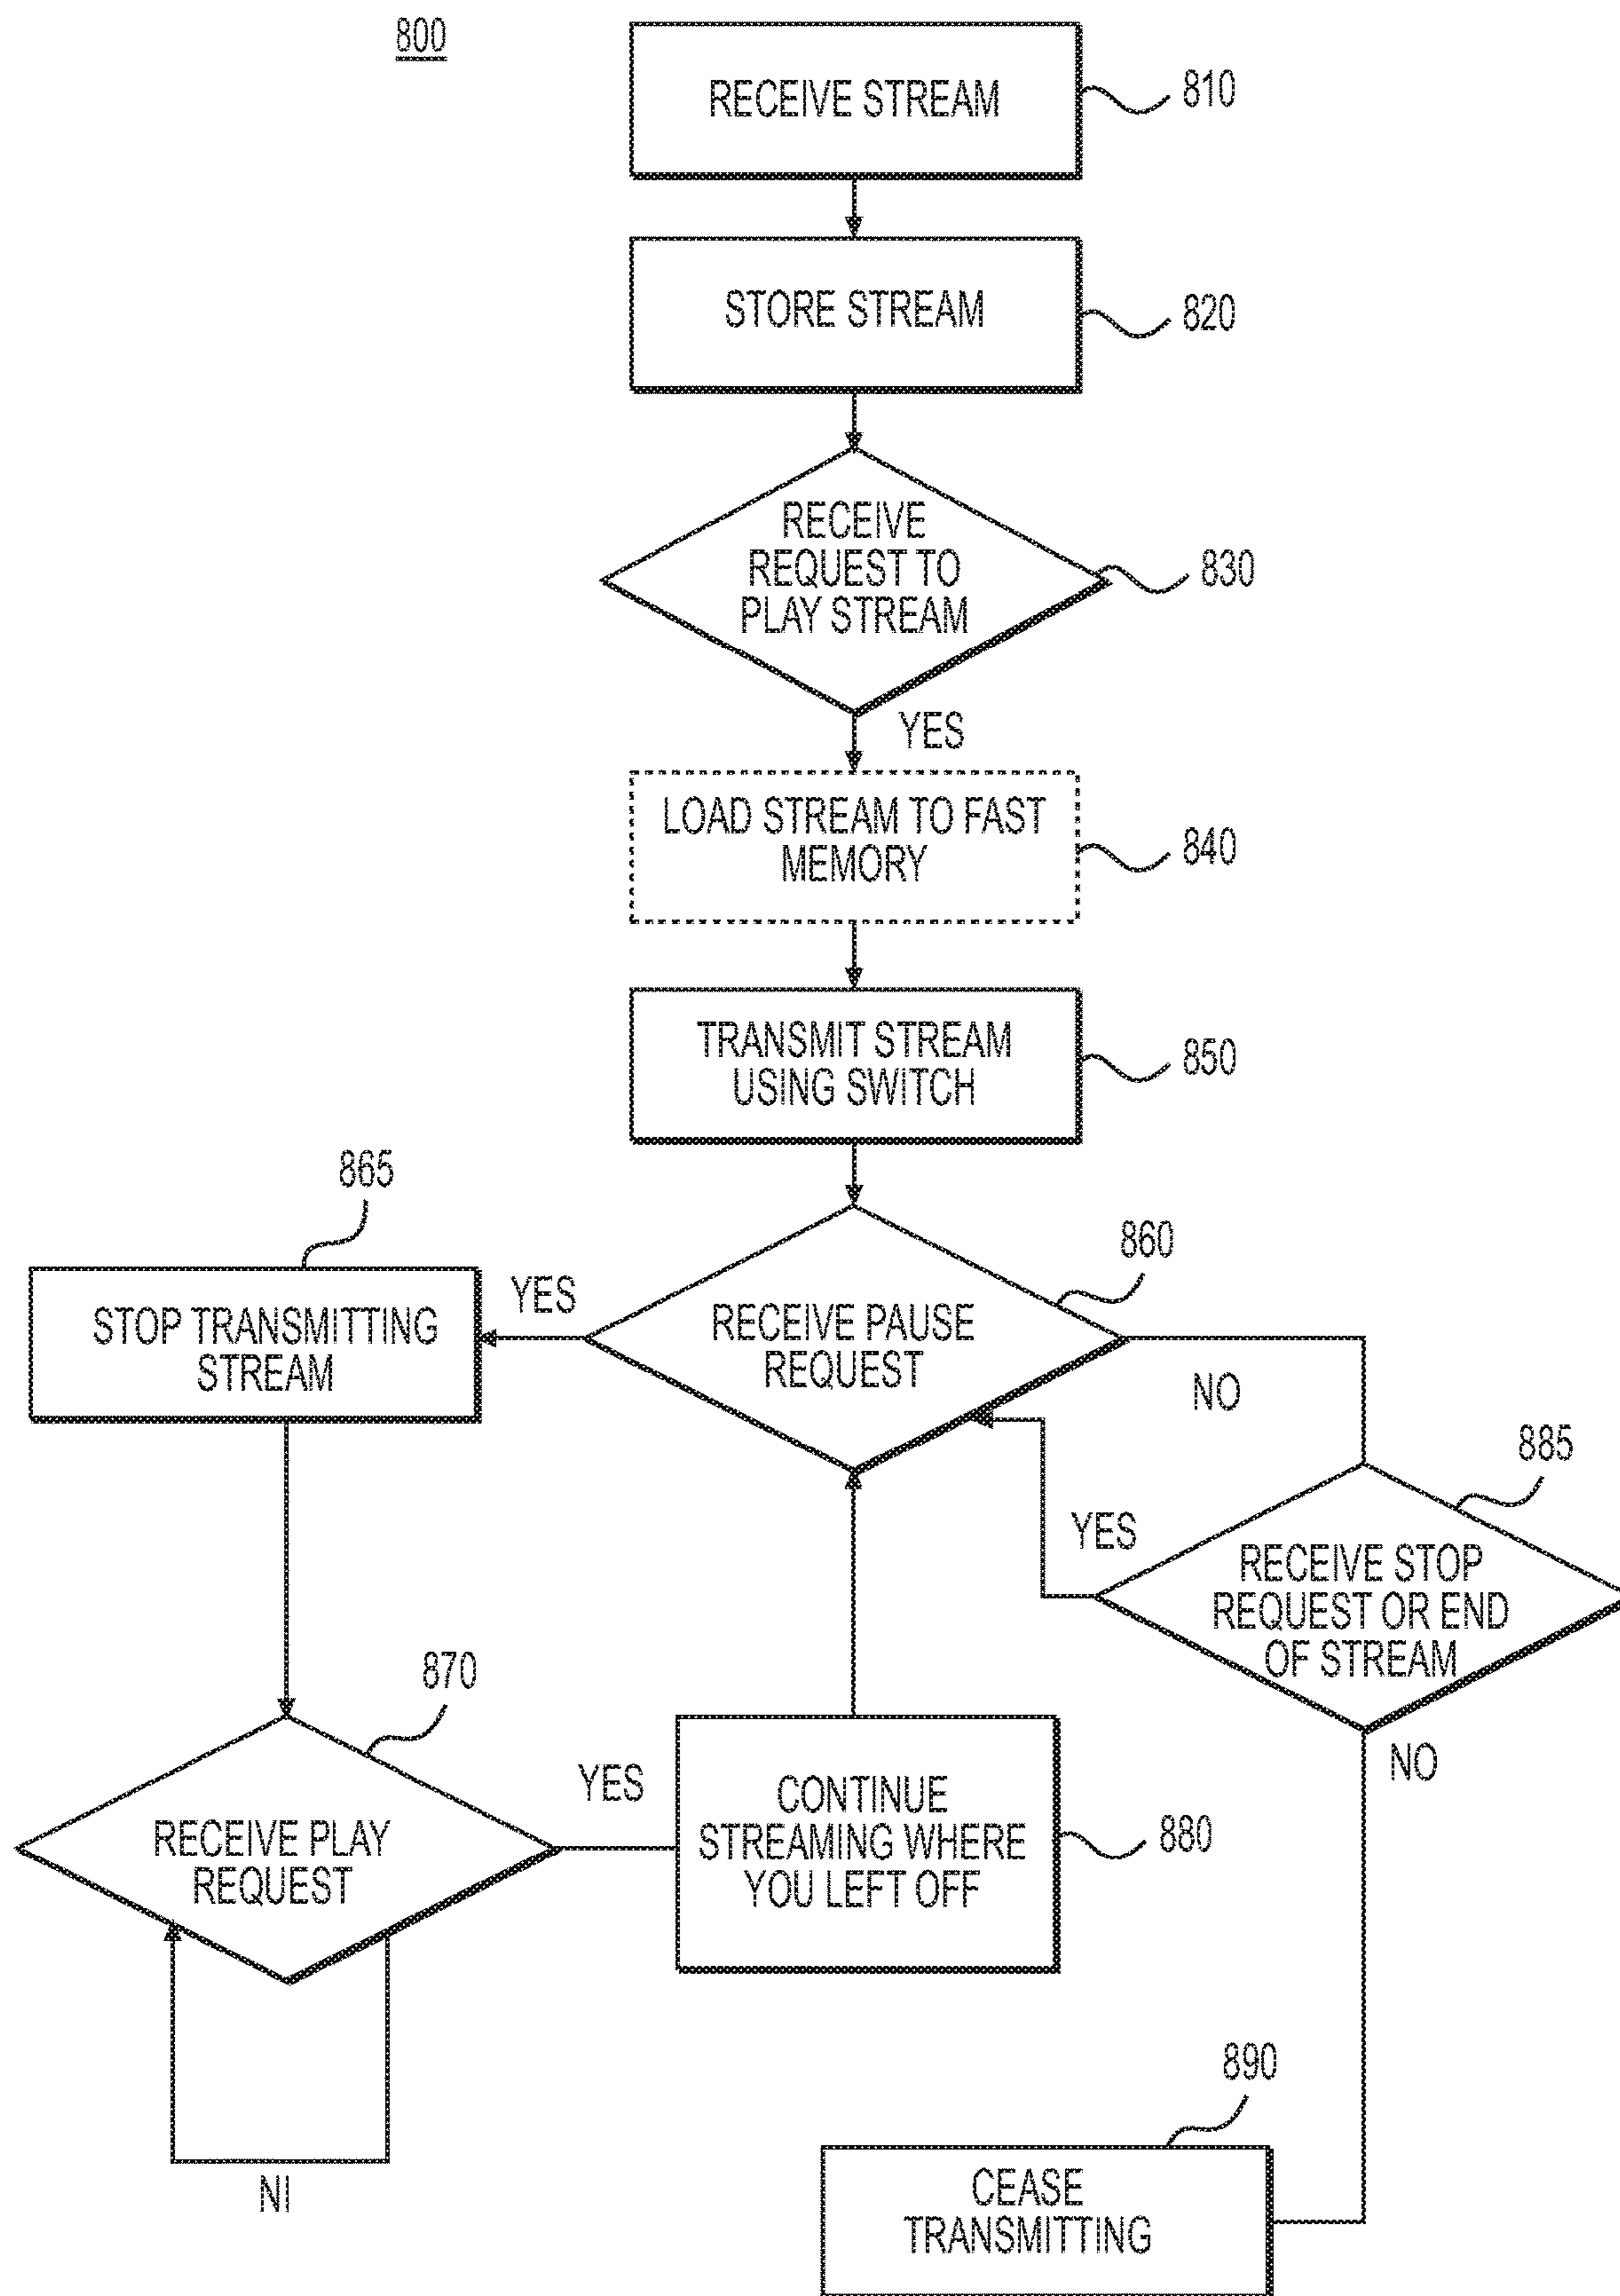 800
RECEIVE STREAM
810
STORE STREAM
820
RECEIVE
REQUEST TO
PLAY STREAM
830
YES
LOAD STREAM TO FAST
MEMORY
840
TRANSMIT STREAM
USING SWITCH
850
865
STOP TRANSMITTING
STREAM
YES
RECEIVE PAUSE
REQUEST
860
NO
885
YES
RECEIVE STOP
REQUEST OR END
OF STREAM
NO
870
RECEIVE PLAY
REQUEST
YES
CONTINUE
STREAMING WHERE
YOU LEFT OFF
880
NI
890
CEASE
TRANSMITTING